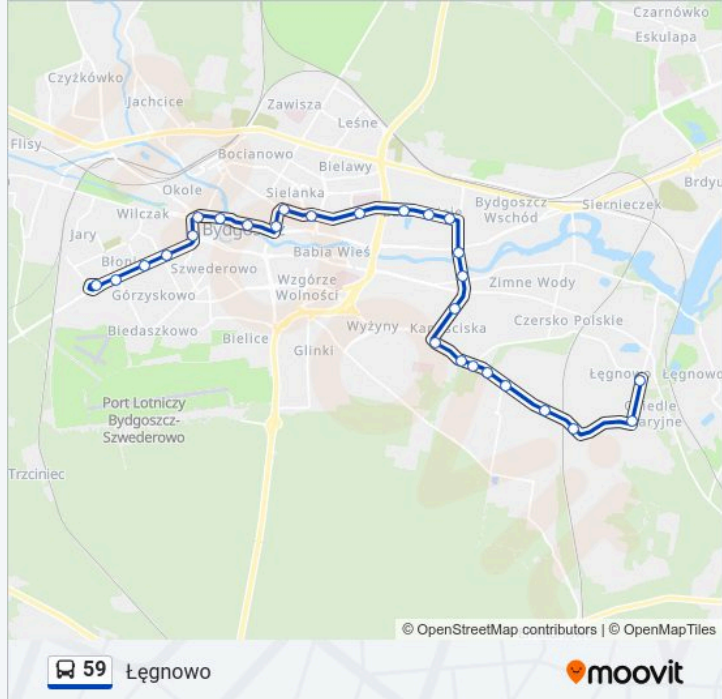 Czarnówko
Eskulapa
Czyżkówko
Jachcice
Zawisza
Leśne
Flisy
Bocianowo
Bielawy
Brdyu
Okole
Sielanka
Bydgoszcz
Wschód
Siernieczek
Wilczak
Jary
Bydgoszcz
Babia Wieś
Błonie
Szwederowo
Wzgórze
Wolności
Zimne Wody
Górzyskowo
Biedaszkowo
Bielice
Wyżyny
Kapuściska
Czersko Polskie
Glinki
Łęgnowo
Łęgnowo
Port Lotniczy
Bydgoszcz-
Szwederowo
Trzciniec
© OpenStreetMap contributors | © OpenMapTiles
59 Łęgnowo
moovit